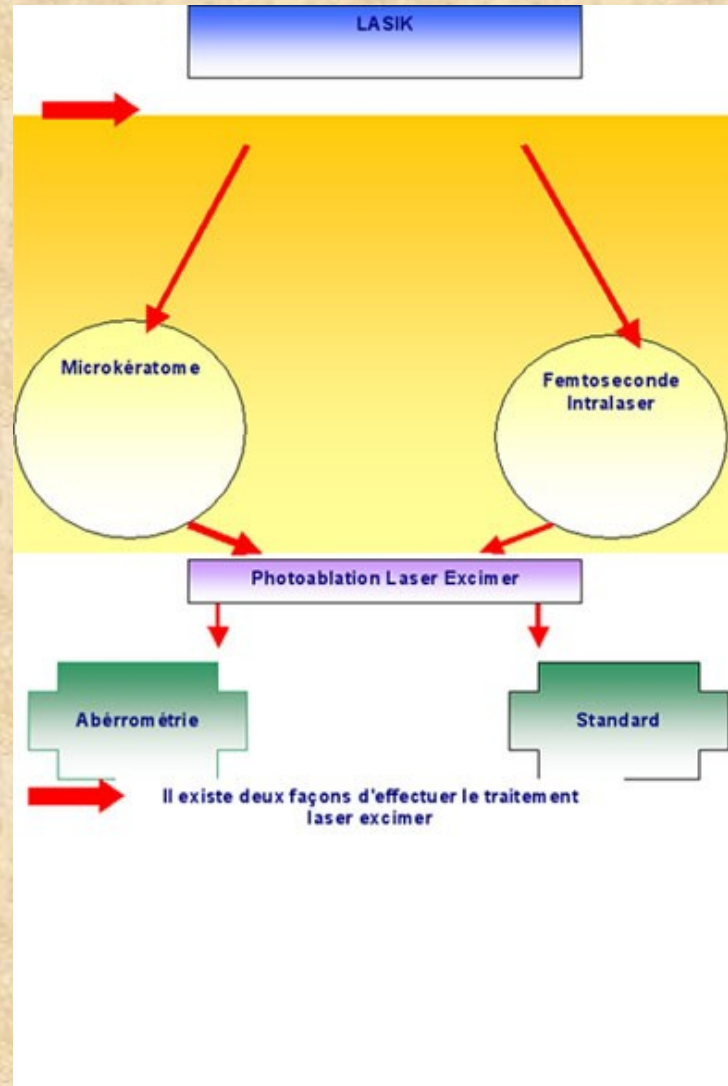 LASIK
Microkératome
Femtoseconde
Intralaser
Photoablation Laser Excimer
Abérrométrie
Standard
Il existe deux façons d'effectuer le traitement
laser excimer